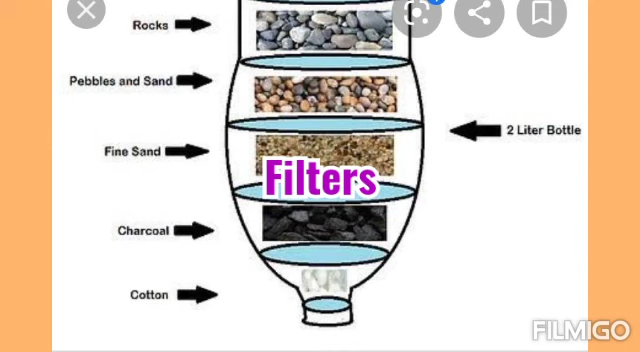 Rocks
Pebbles and Sand
2 Liter Bottle
Fine Sand
Filters
Charcoal
Cotton
FILMIGO